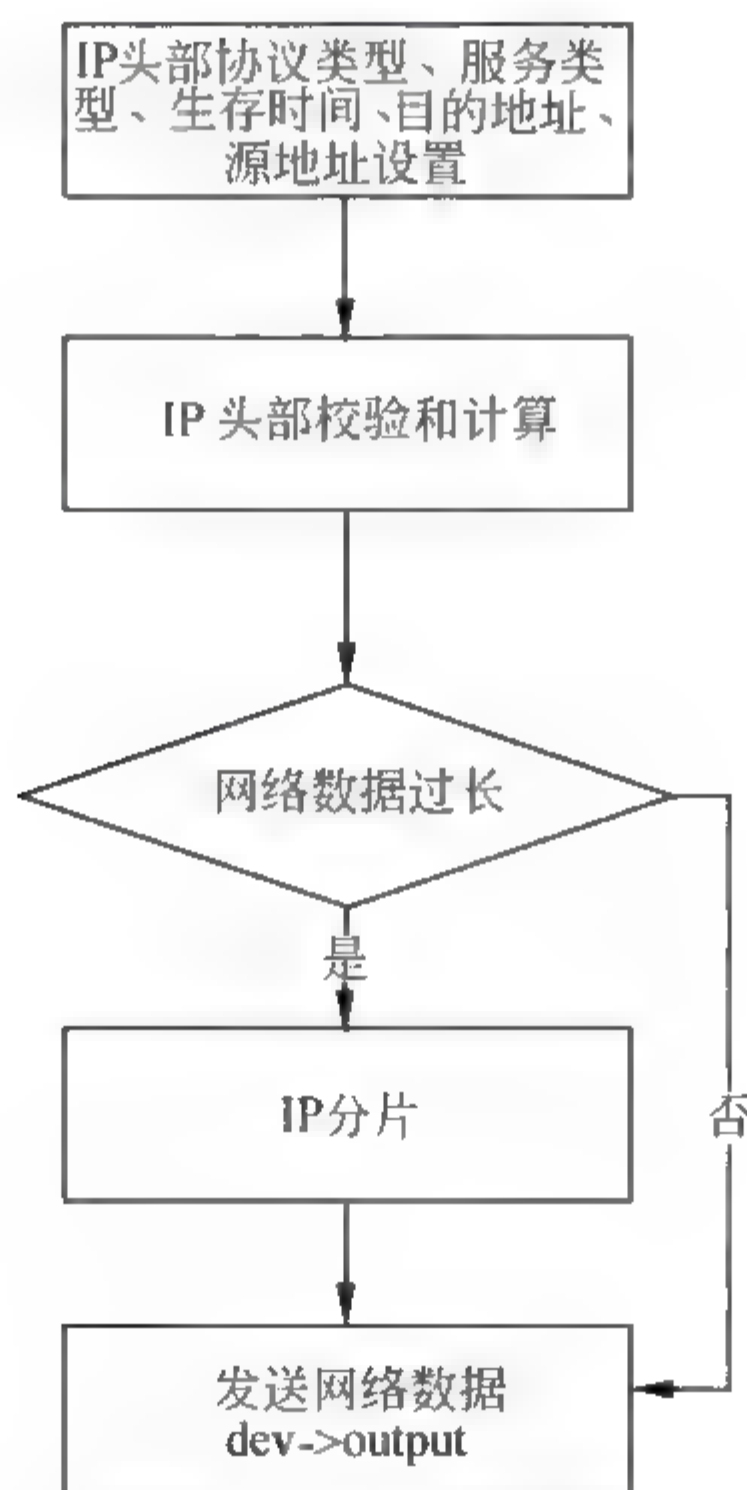 IP头部协议类型、服务类
型、生存时间、目的地址、
源地址设置
IP 头部校验和计算
网络数据过长
是
IP分片
否
发送网络数据
dev->output